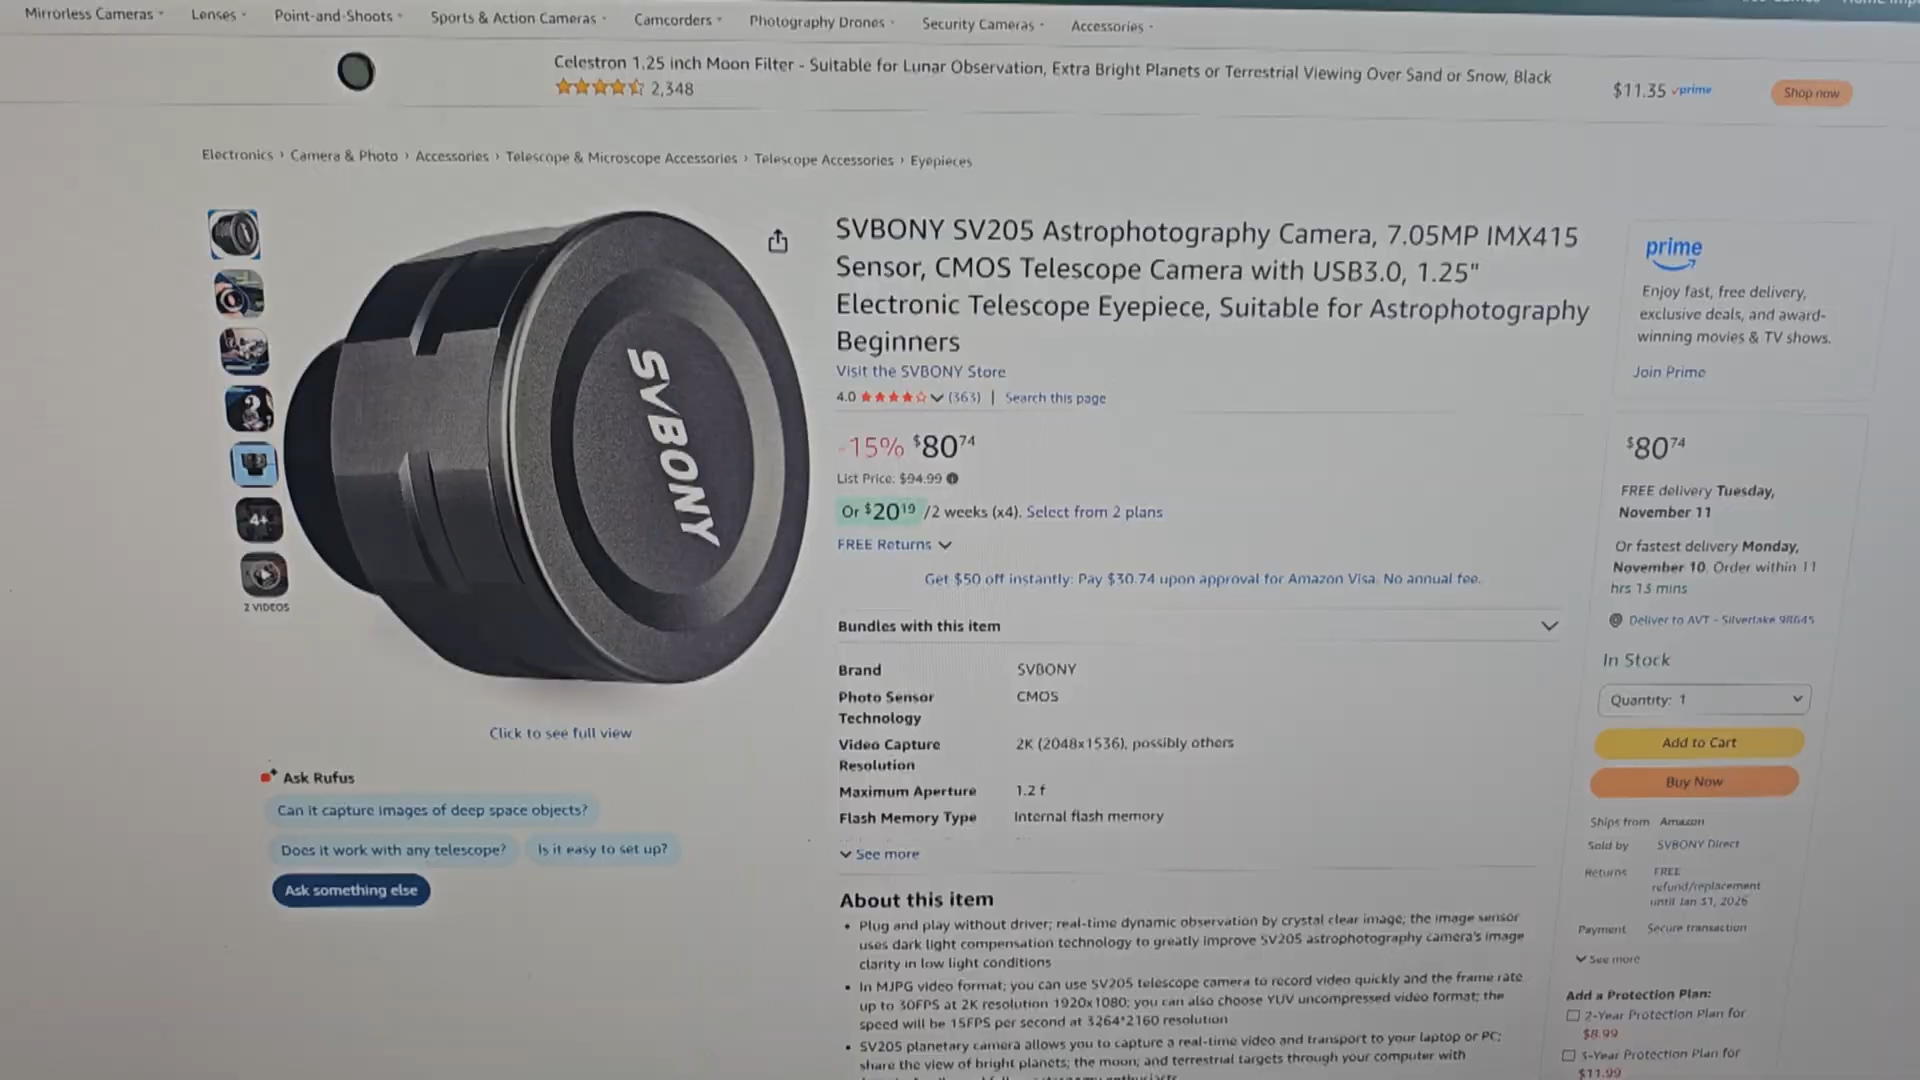 Mirrorless Cameras
Lenses
Point-and-Shoots
Sports & Action Cameras
Camcorders
Photography Drones
Security Cameras
Accessories
Celestron 1.25 inch Moon Filter - Suitable for Lunar Observation, Extra Bright Planets or Terrestrial Viewing Over Sand or Snow, Black
2,348
$11.35 prime
Shop now
Electronics › Camera & Photo › Accessories › Telescope & Microscope Accessories › Telescope Accessories › Eyepieces
SVBONY
4+
2 VIDEOS
Click to see full view
Ask Rufus
Can it capture images of deep space objects?
Does it work with any telescope?
Is it easy to set up?
Ask something else
SVBONY SV205 Astrophotography Camera, 7.05MP IMX415
Sensor, CMOS Telescope Camera with USB3.0, 1.25"
Electronic Telescope Eyepiece, Suitable for Astrophotography
Beginners
Visit the SVBONY Store
4.0 (363) | Search this page
-15% $80 74
List Price: $94.99
Or $20 19 /2 weeks (x4). Select from 2 plans
FREE Returns
Get $50 off instantly: Pay $30.74 upon approval for Amazon Visa. No annual fee.
Bundles with this item
Brand SVBONY
Photo Sensor CMOS
Technology
Video Capture 2K (2048x1536), possibly others
Resolution
Maximum Aperture 1.2 f
Flash Memory Type Internal flash memory
See more
About this item
• Plug and play without driver; real-time dynamic observation by crystal clear image; the image sensor
uses dark light compensation technology to greatly improve SV205 astrophotography camera's image
clarity in low light conditions
• In MJPG video format; you can use SV205 telescope camera to record video quickly and the frame rate
up to 30FPS at 2K resolution 1920x1080; you can also choose YUV uncompressed video format; the
speed will be 15FPS per second at 3264*2160 resolution
• SV205 planetary camera allows you to capture a real-time video and transport to your laptop or PC;
share the view of bright planets; the moon; and terrestrial targets through your computer with
prime
Enjoy fast, free delivery,
exclusive deals, and award-
winning movies & TV shows.
Join Prime
$80 74
FREE delivery Tuesday,
November 11
Or fastest delivery Monday,
November 10. Order within 11
hrs 13 mins
Deliver to AVT - Silverlake 98645
In Stock
Quantity: 1
Add to Cart
Buy Now
Ships from Amazon
Sold by SVBONY Direct
Returns FREE
refund/replacement
until Jan 31, 2026
Payment Secure transaction
See more
Add a Protection Plan:
2-Year Protection Plan for
$8.99
3-Year Protection Plan for
$11.99